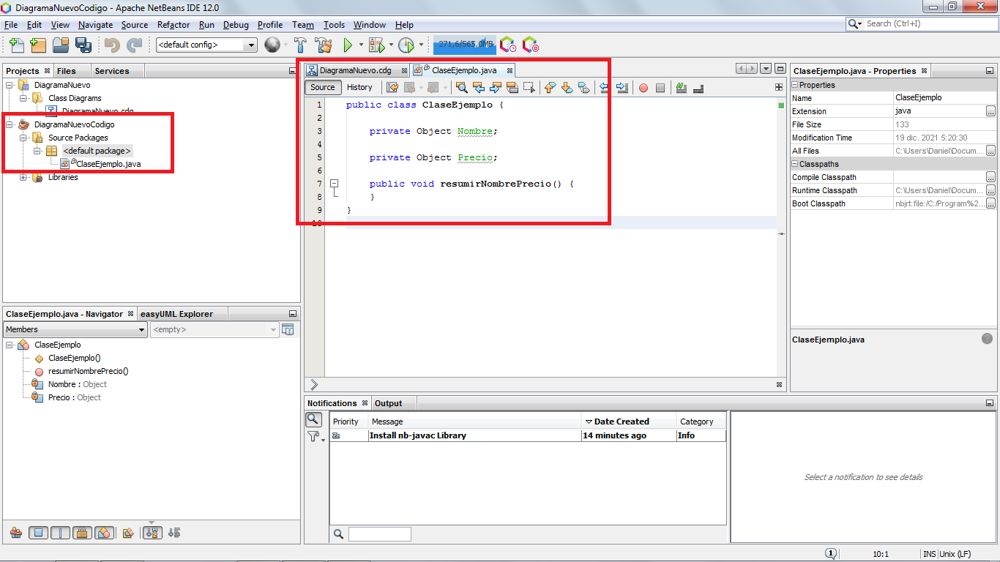 DiagramaNuevoCodigo - Apache NetBeans IDE 12.0
File Edit View Navigate Source Refactor Run Debug Profile Team Tools Window Help
Search (Ctrl+I)
<default config>
271,6/565,0MB
Projects Files Services
DiagramaNuevo
Class Diagrams
DiagramaNuevo.cdg
DiagramaNuevoCodigo
Source Packages
<default package>
ClaseEjemplo.java
Libraries
DiagramaNuevo.cdg ClaseEjemplo.java
Source History
1 public class ClaseEjemplo {
2
3 private Object Nombre;
4
5 private Object Precio;
6
7 public void resumirNombrePrecio() {
8 }
9 }
10
ClaseEjemplo.java - Properties
Properties
Name ClaseEjemplo
Extension java
File Size 133
Modification Time 19 dic. 2021 5:20:30
All Files C:\Users\Daniel\Docum...
Classpaths
Compile Classpath
Runtime Classpath C:\Users\Daniel\Docum...
Boot Classpath nbjrt:file:/C:/Program%2...
ClaseEjemplo.java
ClaseEjemplo.java - Navigator easyUML Explorer
Members <empty>
ClaseEjemplo
ClaseEjemplo()
resumirNombrePrecio()
Nombre : Object
Precio : Object
Notifications Output
Priority Message Date Created Category
Install nb-javac Library 14 minutes ago Info
Select a notification to see details
1 10:1 INS Unix (LF)